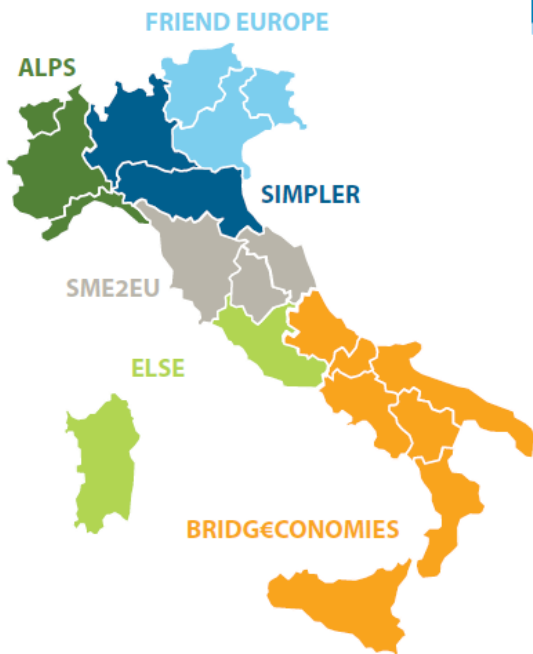 FRIEND EUROPE
ALPS
SIMPLER
SME2EU
ELSE
BRIDG€CONOMIES